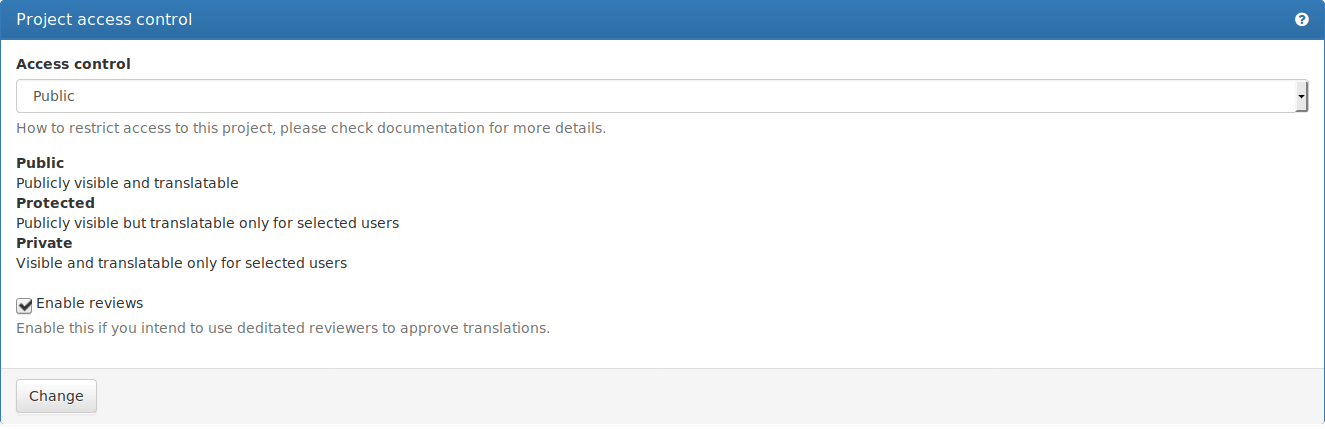 Project access control
Access control
Public
How to restrict access to this project, please check documentation for more details.
Public
Publicly visible and translatable
Protected
Publicly visible but translatable only for selected users
Private
Visible and translatable only for selected users
Enable reviews
Enable this if you intend to use deditated reviewers to approve translations.
Change